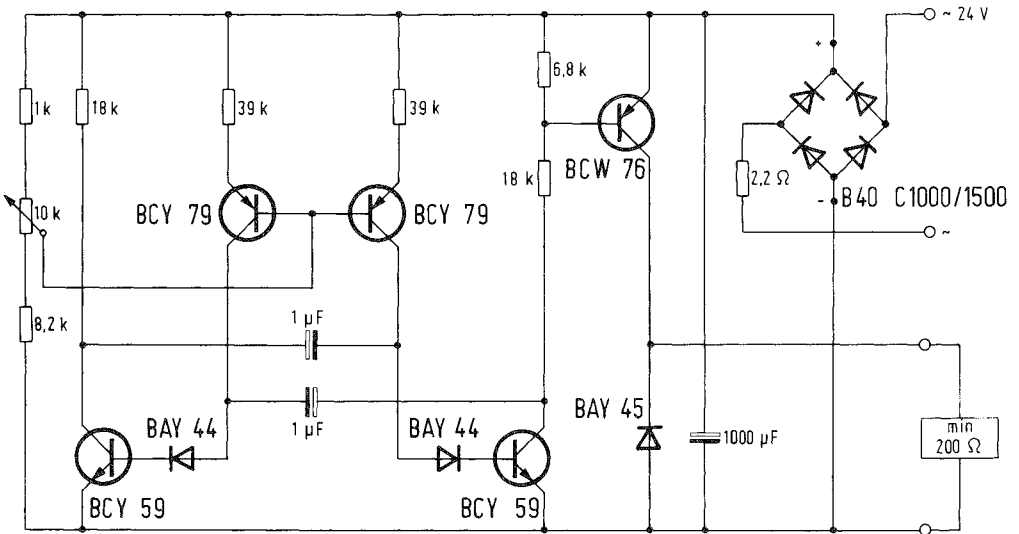 ~ 24 V
+
6,8 k
1k
18 k
39 k
39 k
BCW 76
18 k
2,2 Ω
- B40 C1000/1500
10 k
BCY 79
BCY 79
~
1 µF
8,2 k
1 µF
BAY 44
BAY 44
BAY 45
1000 µF
min
200 Ω
BCY 59
BCY 59